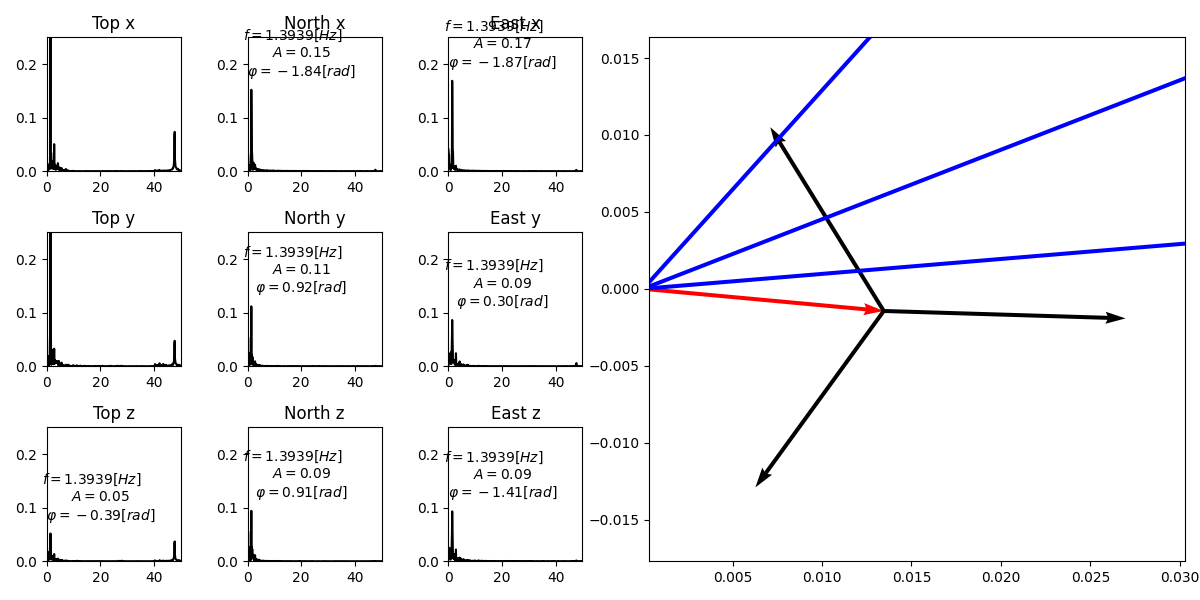 Top x
North x
East x
f = 1.3939[Hz]
A = 0.15
φ = −1.84[rad]
f = 1.3939[Hz]
A = 0.17
φ = −1.87[rad]
0.2
0.1
0.0
0 20 40
0.2
0.1
0.0
0 20 40
0.2
0.1
0.0
0 20 40
Top y
North y
East y
f = 1.3939[Hz]
A = 0.11
φ = 0.92[rad]
f = 1.3939[Hz]
A = 0.09
φ = 0.30[rad]
0.2
0.1
0.0
0 20 40
0.2
0.1
0.0
0 20 40
0.2
0.1
0.0
0 20 40
Top z
North z
East z
f = 1.3939[Hz]
A = 0.05
φ = −0.39[rad]
f = 1.3939[Hz]
A = 0.09
φ = 0.91[rad]
f = 1.3939[Hz]
A = 0.09
φ = −1.41[rad]
0.2
0.1
0.0
0 20 40
0.2
0.1
0.0
0 20 40
0.2
0.1
0.0
0 20 40
0.015
0.010
0.005
0.000
−0.005
−0.010
−0.015
0.005 0.010 0.015 0.020 0.025 0.030